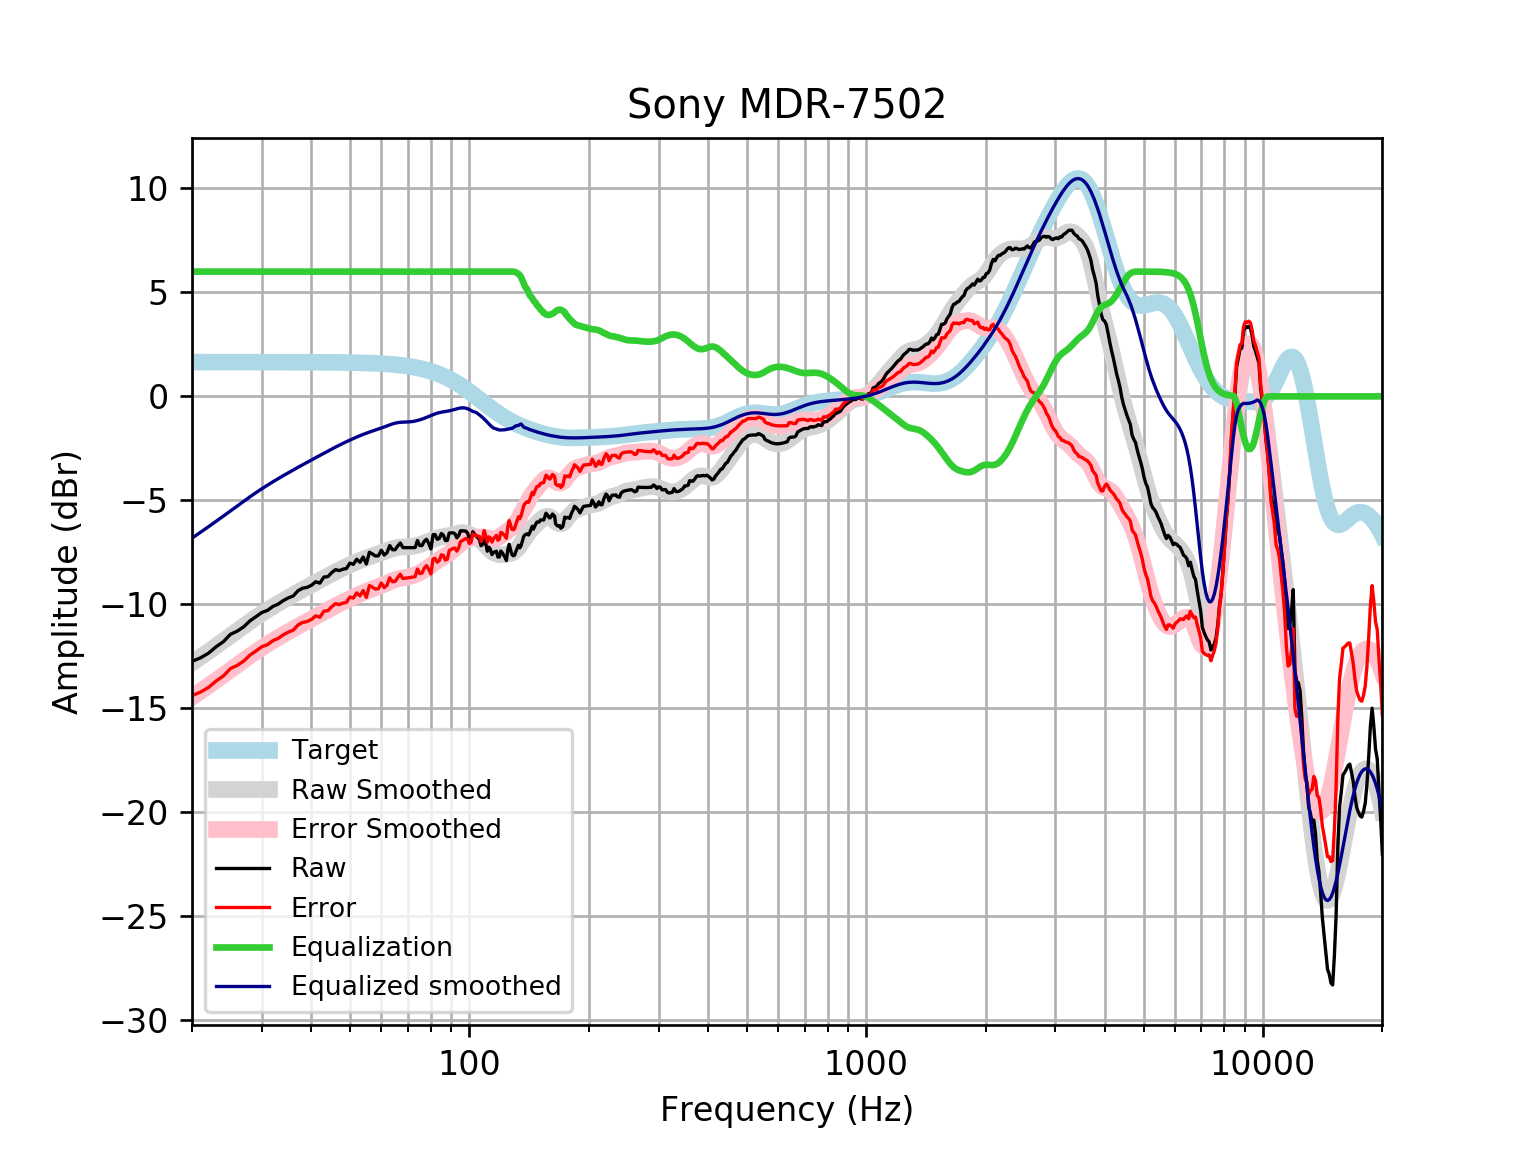 Sony MDR-7502
10
5
0
−5
−10
−15
−20
−25
−30
Amplitude (dBr)
Target
Raw Smoothed
Error Smoothed
Raw
Error
Equalization
Equalized smoothed
100
1000
10000
Frequency (Hz)